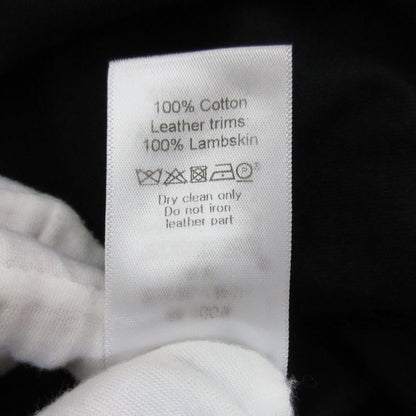 100% Cotton
Leather trims:
100% Lambskin
Dry clean only
Do not iron
leather part